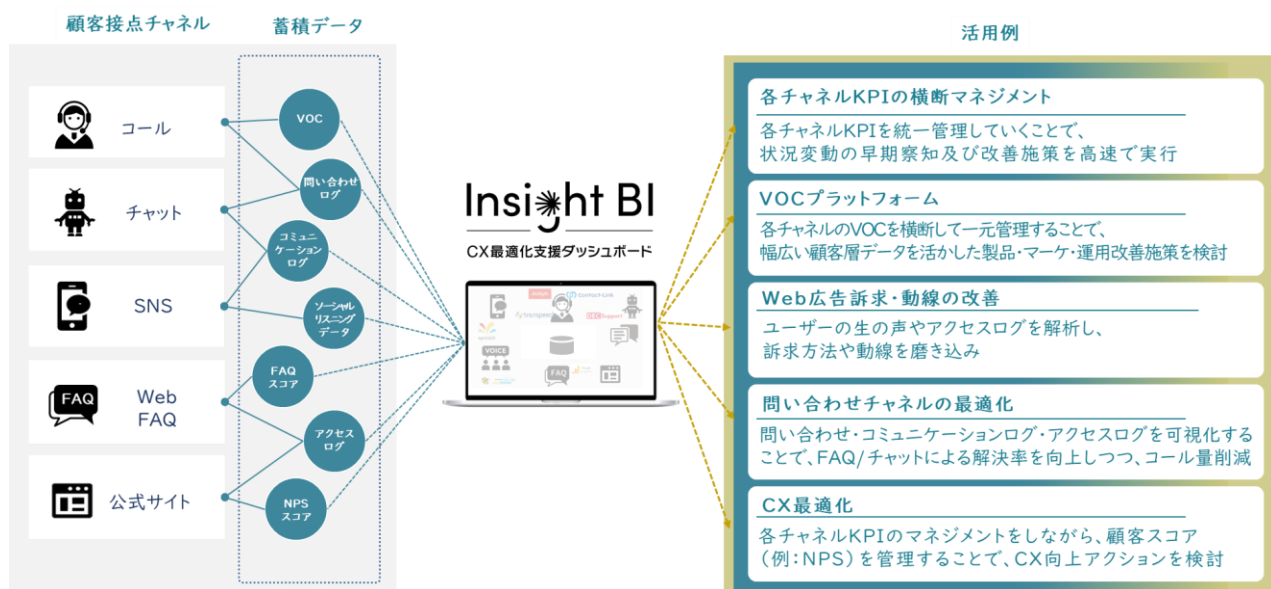 顧客接点チャネル
蓄積データ
コール
チャット
SNS
FAQ
Web
FAQ
公式サイト
VOC
問い合わせ
ログ
コミュニ
ケーション
ログ
ソーシャル
リスニング
データ
FAQ
スコア
アクセス
ログ
NPS
スコア
Insight BI
CX最適化支援ダッシュボード
VOICE
FAQ
活用例
各チャネルKPIの横断マネジメント
各チャネルKPIを統一管理していくことで、
状況変動の早期察知及び改善施策を高速で実行
VOCプラットフォーム
各チャネルのVOCを横断して一元管理することで、
幅広い顧客層データを活かした製品・マーケ・運用改善施策を検討
Web広告訴求・動線の改善
ユーザーの生の声やアクセスログを解析し、
訴求方法や動線を磨き込み
問い合わせチャネルの最適化
問い合わせ・コミュニケーションログ・アクセスログを可視化する
ことで、FAQ/チャットによる解決率を向上しつつ、コール量削減
CX最適化
各チャネルKPIのマネジメントをしながら、顧客スコア
(例:NPS)を管理することで、CX向上アクションを検討